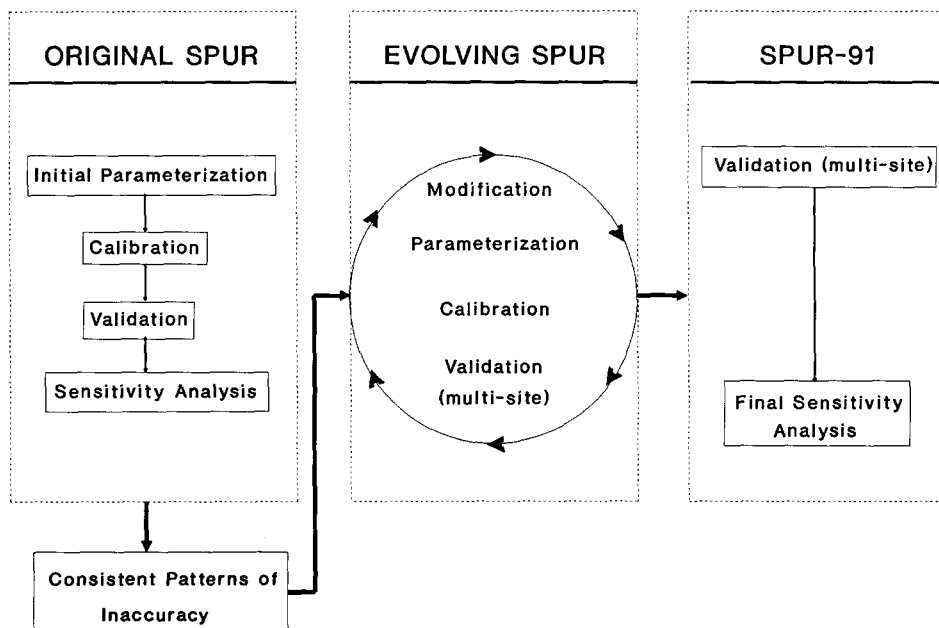 ORIGINAL SPUR
Initial Parameterization
Calibration
Validation
Sensitivity Analysis
Consistent Patterns of
Inaccuracy
EVOLVING SPUR
Modification
Parameterization
Calibration
Validation
(multi-site)
SPUR-91
Validation (multi-site)
Final Sensitivity
Analysis